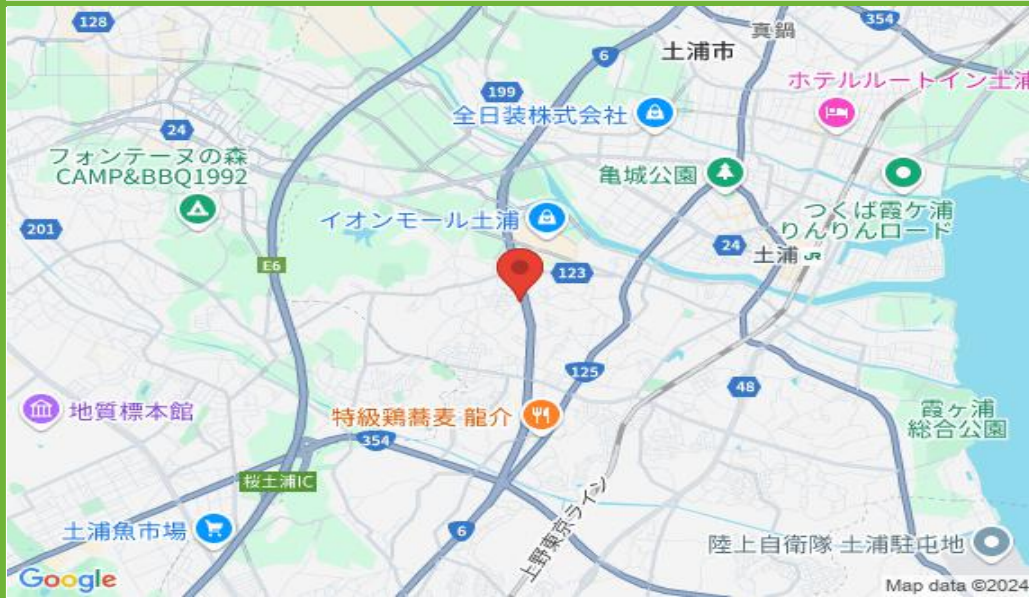 128
354
真鍋
6
土浦市
ホテルルートイン土浦
199
全日装株式会社
24
フォンテーヌの森
CAMP&BBQ1992
亀城公園
つくば霞ケ浦
りんりんロード
イオンモール土浦
201
24
土浦 JR
E6
123
125
48
地質標本館
特級鶏蕎麦 龍介
霞ヶ浦
総合公園
354
桜土浦IC
上野東京ライン
土浦魚市場
6
陸上自衛隊 土浦駐屯地
Google
Map data ©2024